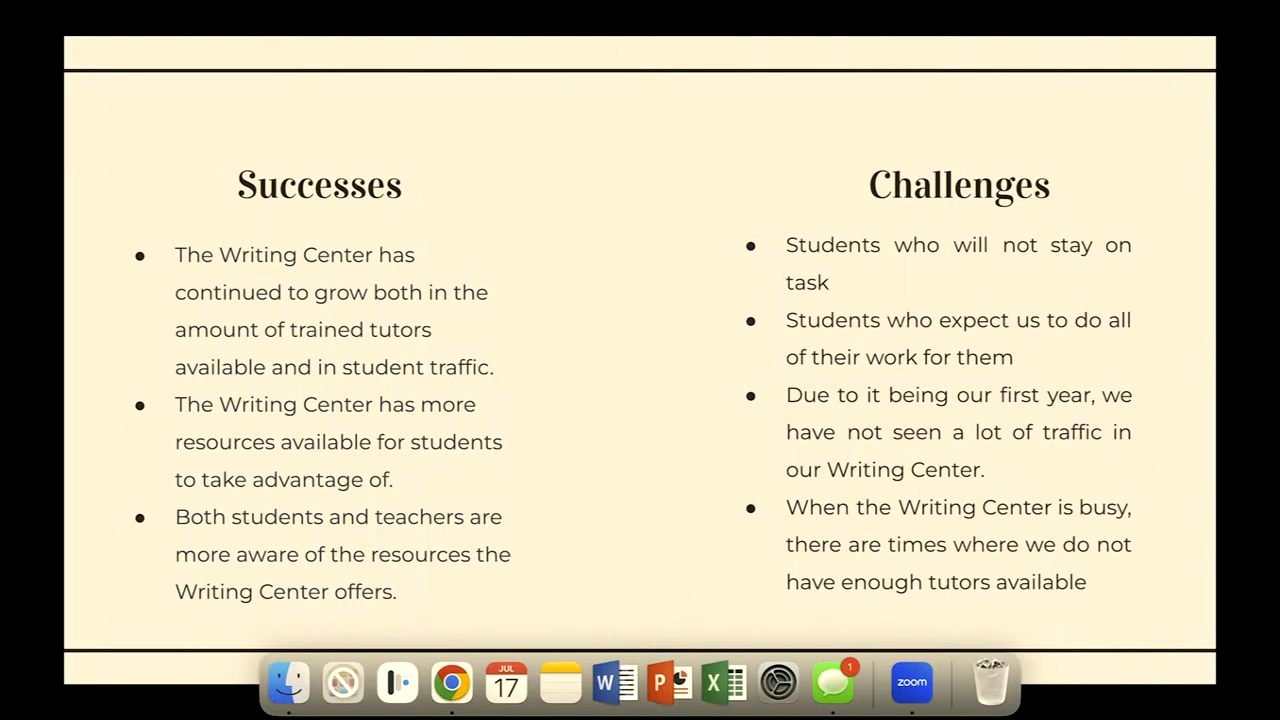 Successes
The Writing Center has
continued to grow both in the
amount of trained tutors
available and in student traffic.
The Writing Center has more
resources available for students
to take advantage of.
Both students and teachers are
more aware of the resources the
Writing Center offers.
Challenges
Students who will not stay on
task
Students who expect us to do all
of their work for them
Due to it being our first year, we
have not seen a lot of traffic in
our Writing Center.
When the Writing Center is busy,
there are times where we do not
have enough tutors available
JUL
17
W
P
X
1
zoom